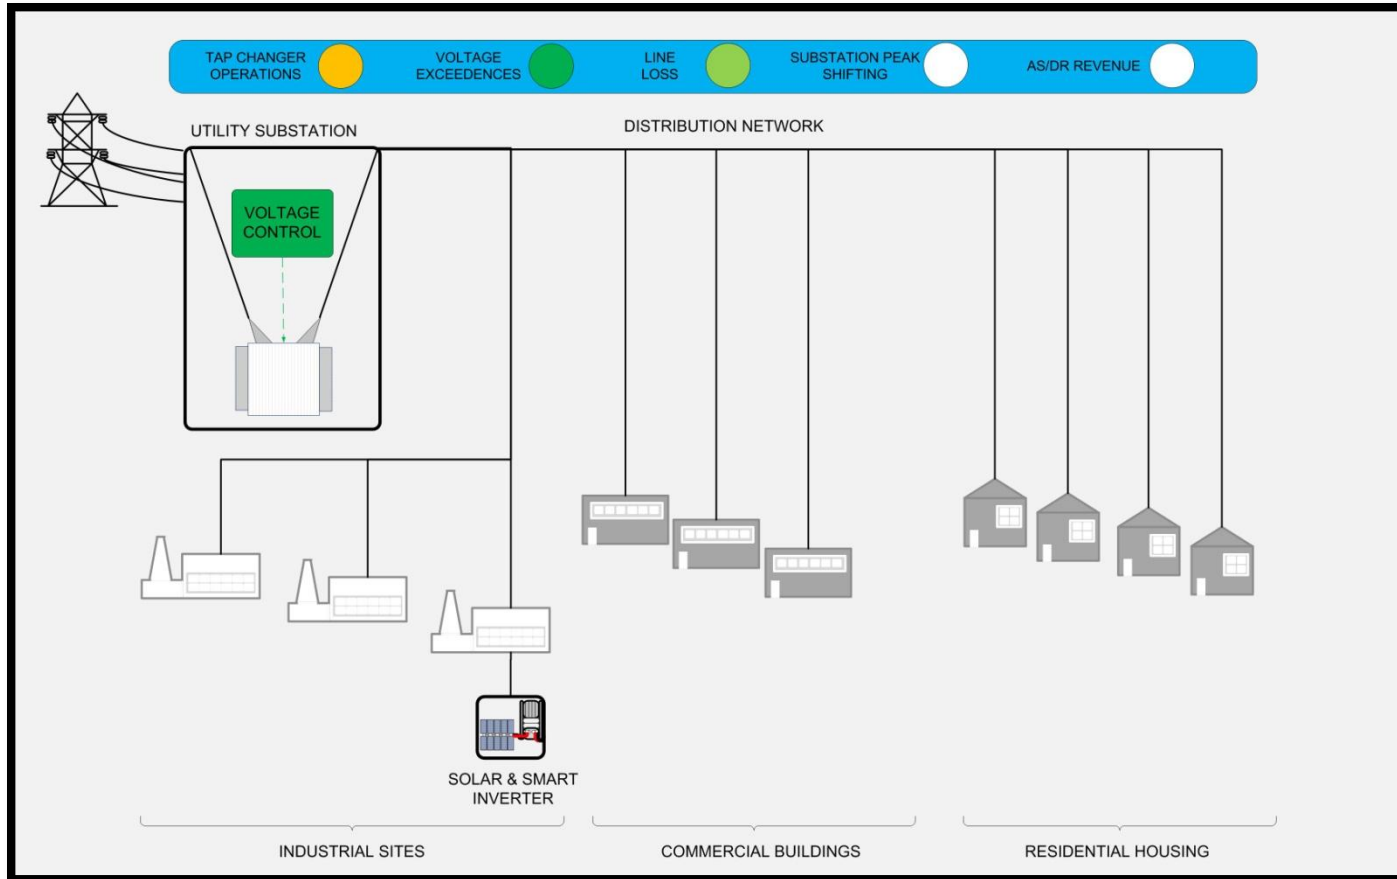 TAP CHANGER
OPERATIONS
VOLTAGE
EXCEEDENCES
LINE
LOSS
SUBSTATION PEAK
SHIFTING
AS/DR REVENUE
UTILITY SUBSTATION
DISTRIBUTION NETWORK
VOLTAGE
CONTROL
SOLAR & SMART
INVERTER
INDUSTRIAL SITES
COMMERCIAL BUILDINGS
RESIDENTIAL HOUSING